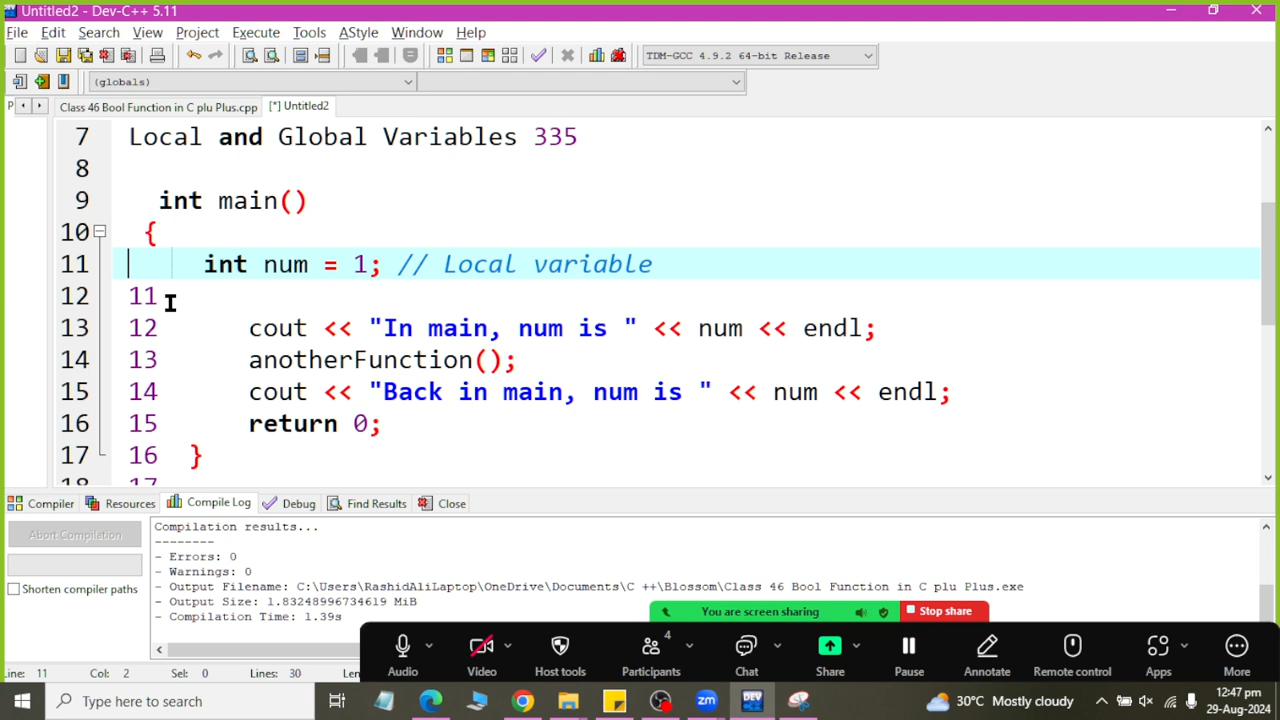 Untitled2 - Dev-C++ 5.11
File Edit Search View Project Execute Tools AStyle Window Help
TDM-GCC 4.9.2 64-bit Release
(globals)
Class 46 Bool Function in C plu Plus.cpp [*] Untitled2
7 Local and Global Variables 335
8
9 int main()
10 {
11 int num = 1; // Local variable
12 11
13 12 cout << "In main, num is " << num << endl;
14 13 anotherFunction();
15 14 cout << "Back in main, num is " << num << endl;
16 15 return 0;
17 16 }
18 17
Compiler Resources Compile Log Debug Find Results Close
Abort Compilation
Shorten compiler paths
Compilation results...
--------
- Errors: 0
- Warnings: 0
- Output Filename: C:\Users\RashidAliLaptop\OneDrive\Documents\C ++\Blossom\Class 46 Bool Function in C plu Plus.exe
- Output Size: 1.83248996734619 MiB
- Compilation Time: 1.39s
You are screen sharing Stop share
4
Audio Video Host tools Participants Chat Share Pause Annotate Remote control Apps More
Line: 11 Col: 2 Sel: 0 Lines: 30
Type here to search
DEV
30°C Mostly cloudy
12:47 pm
29-Aug-2024